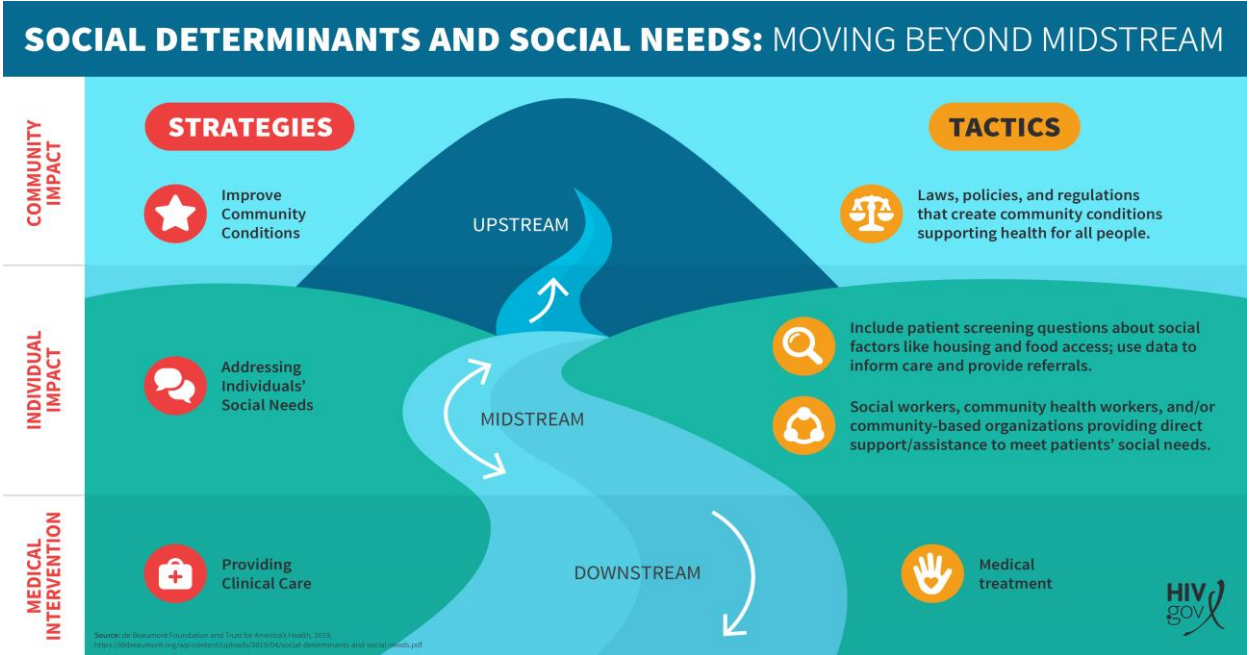 SOCIAL DETERMINANTS AND SOCIAL NEEDS: MOVING BEYOND MIDSTREAM
COMMUNITY
IMPACT
STRATEGIES
Improve
Community
Conditions
UPSTREAM
TACTICS
Laws, policies, and regulations
that create community conditions
supporting health for all people.
INDIVIDUAL
IMPACT
Addressing
Individuals’
Social Needs
MIDSTREAM
Include patient screening questions about social
factors like housing and food access; use data to
inform care and provide referrals.
Social workers, community health workers, and/or
community-based organizations providing direct
support/assistance to meet patients’ social needs.
MEDICAL
INTERVENTION
Providing
Clinical Care
DOWNSTREAM
Medical
treatment
Source: de Beaumont Foundation and Trust for America’s Health, 2019,
https://debeaumont.org/wp-content/uploads/2019/04/social-determinants-and-social-needs.pdf
HIV
gov